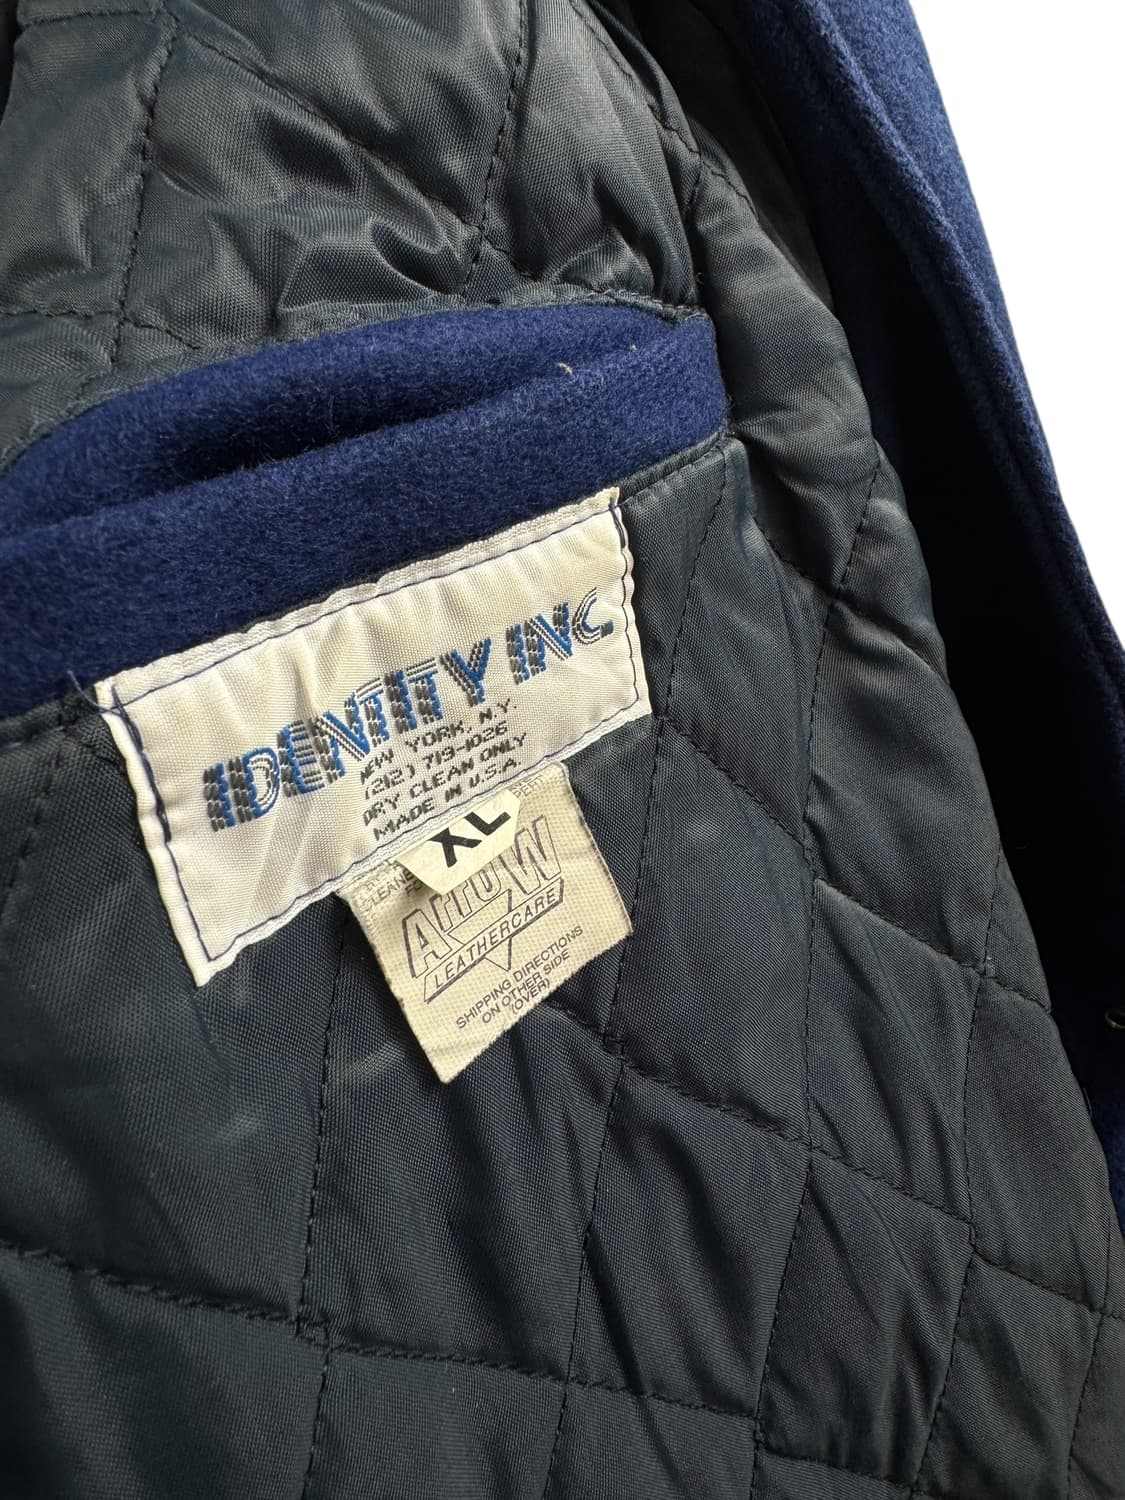 IDENTITY INC
NEW YORK, N.Y.
(212) 719-1026
DRY CLEAN ONLY
MADE IN U.S.A.
XL
Arrow
LEATHERCARE
SHIPPING DIRECTIONS
ON OTHER SIDE
(OVER)